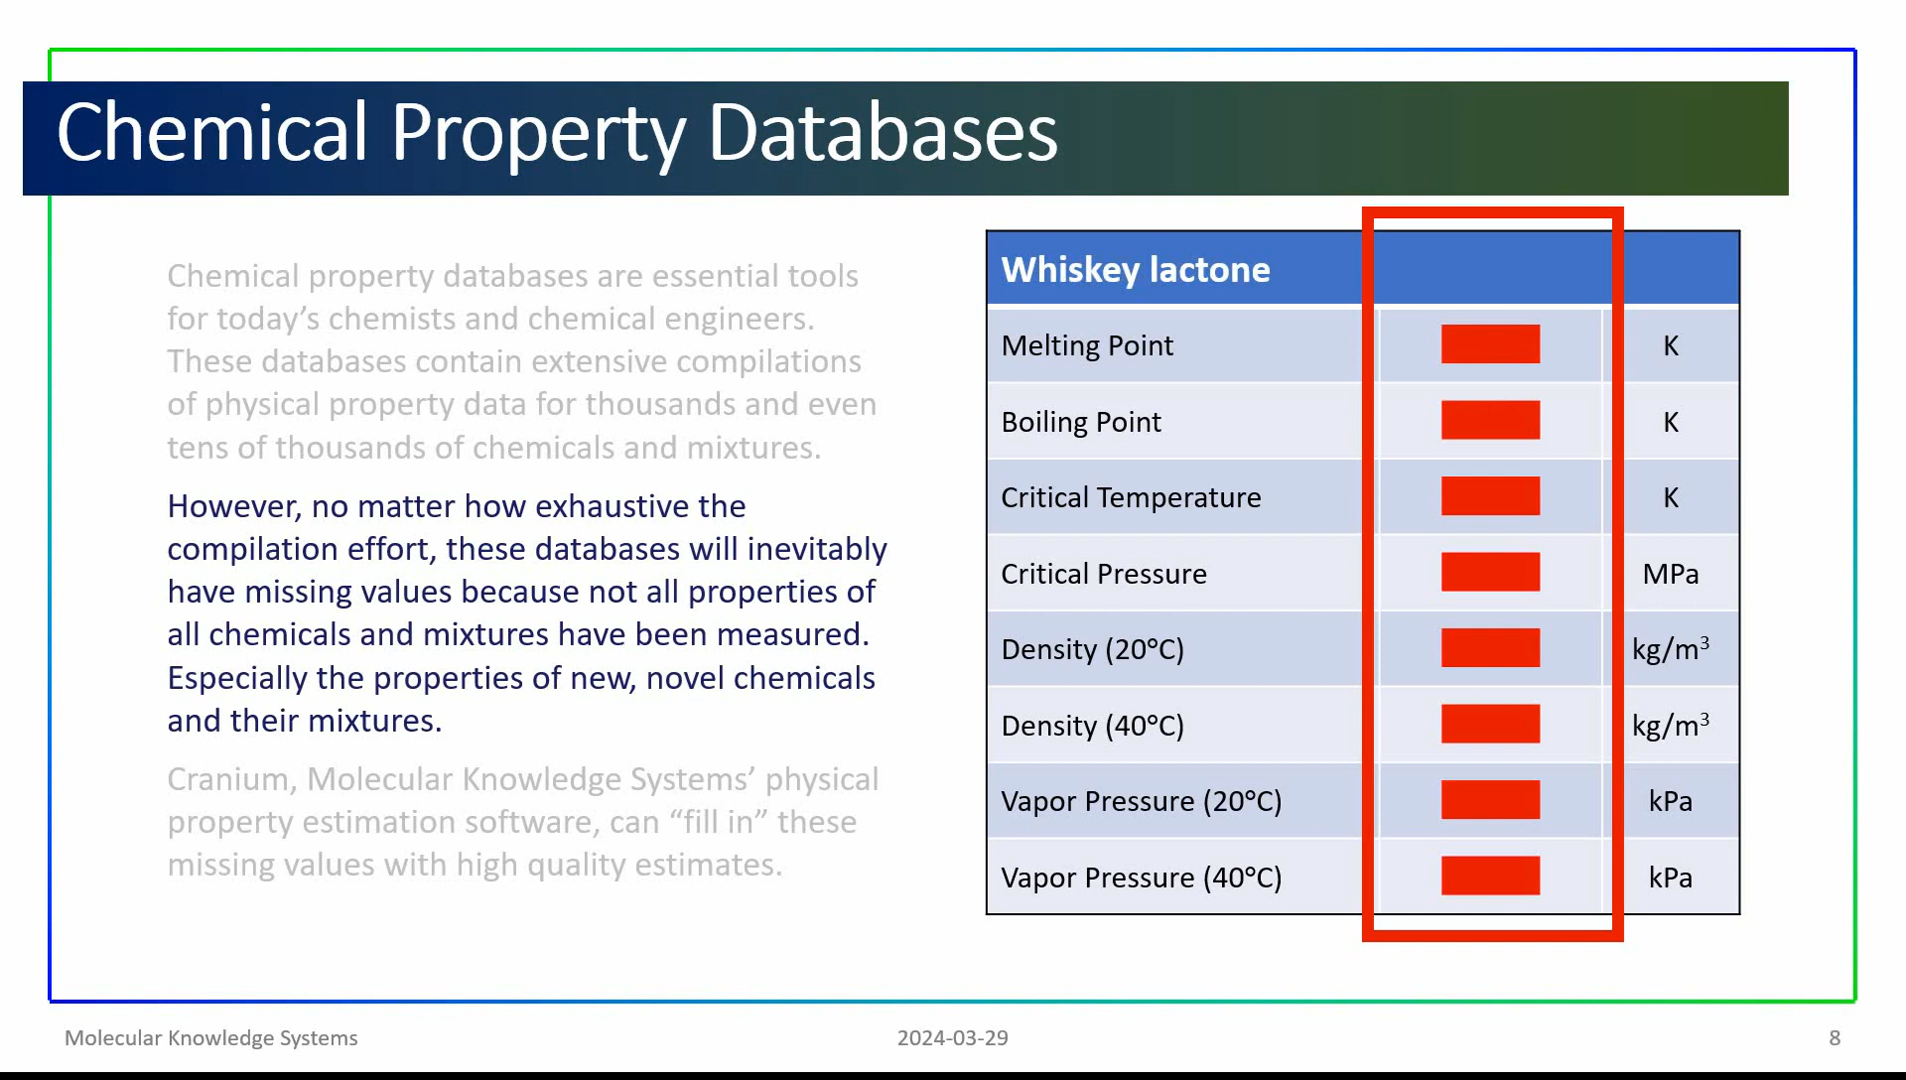 Chemical Property Databases
Chemical property databases are essential tools
for today’s chemists and chemical engineers.
These databases contain extensive compilations
of physical property data for thousands and even
tens of thousands of chemicals and mixtures.
However, no matter how exhaustive the
compilation effort, these databases will inevitably
have missing values because not all properties of
all chemicals and mixtures have been measured.
Especially the properties of new, novel chemicals
and their mixtures.
Cranium, Molecular Knowledge Systems’ physical
property estimation software, can “fill in” these
missing values with high quality estimates.
Whiskey lactone
Melting Point K
Boiling Point K
Critical Temperature K
Critical Pressure MPa
Density (20°C) kg/m³
Density (40°C) kg/m³
Vapor Pressure (20°C) kPa
Vapor Pressure (40°C) kPa
Molecular Knowledge Systems 2024-03-29 8